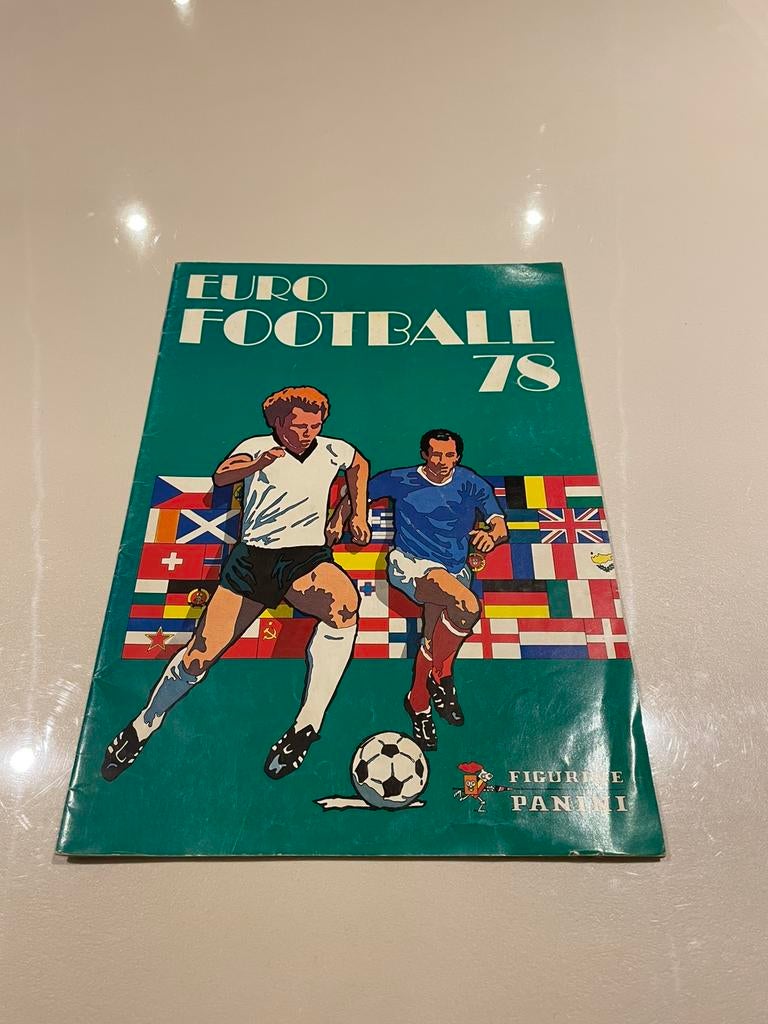 EURO
FOOTBALL
78
FIGURINE
PANINI